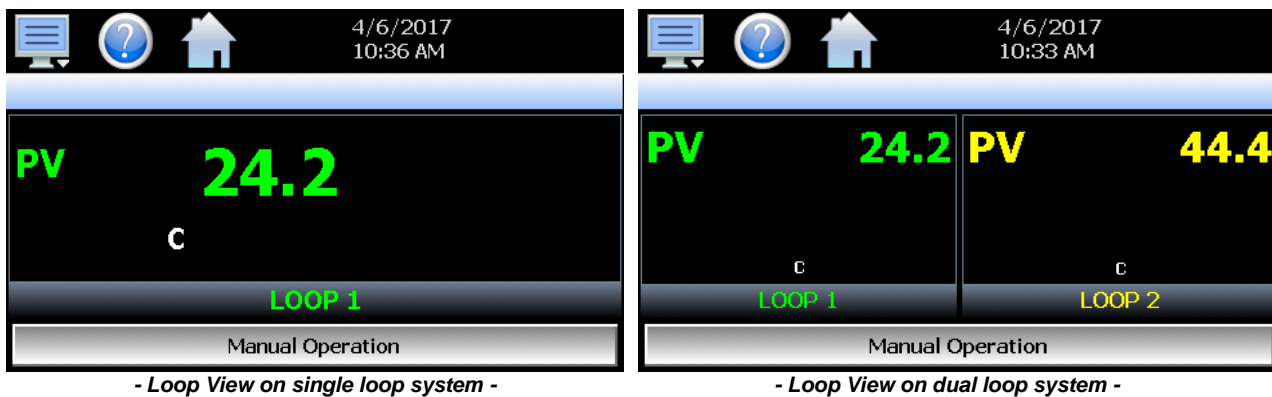 4/6/2017
10:36 AM
PV 24.2
C
LOOP 1
Manual Operation
- Loop View on single loop system -
4/6/2017
10:33 AM
PV 24.2 PV 44.4
C C
LOOP 1 LOOP 2
Manual Operation
- Loop View on dual loop system -